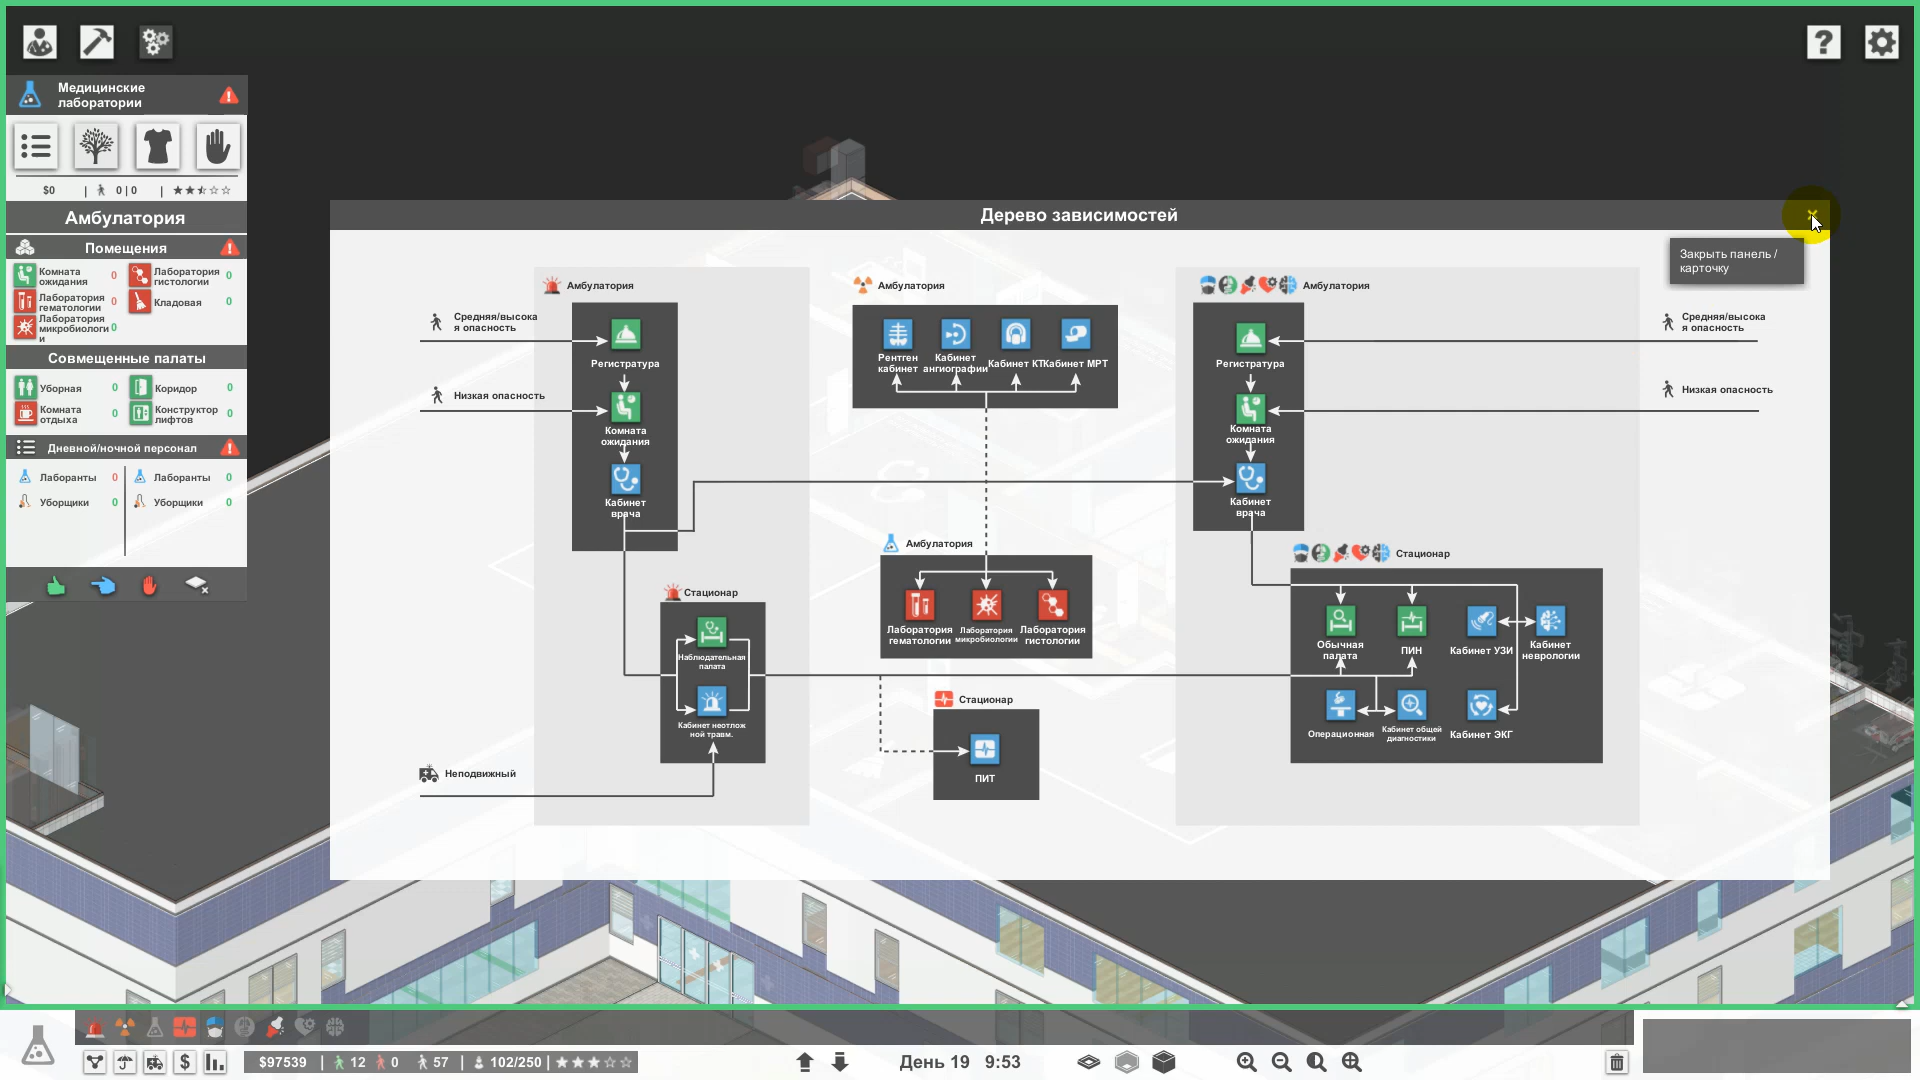 Медицинские
лаборатории
$0 | 0|0 |
Амбулатория
Помещения
Комната
ожидания
0
Лаборатория
гистологии
0
Лаборатория
гематологии
0
Кладовая
0
Лаборатория
микробиологи
и
0
Совмещенные палаты
Уборная
0
Коридор
0
Комната
отдыха
0
Конструктор
лифтов
0
Дневной/ночной персонал
Лаборанты 0
Лаборанты 0
Уборщики 0
Уборщики 0
Дерево зависимостей
Закрыть панель /
карточку
Амбулатория
Средняя/высока
я опасность
Регистратура
Низкая опасность
Комната
ожидания
Кабинет
врача
Стационар
Наблюдательная
палата
Кабинет неотлож
ной травм.
Неподвижный
Амбулатория
Рентген
кабинет
Кабинет
ангиографии
Кабинет КТ
Кабинет МРТ
Амбулатория
Лаборатория
гематологии
Лаборатория
микробиологии
Лаборатория
гистологии
Стационар
ПИТ
Амбулатория
Средняя/высока
я опасность
Регистратура
Низкая опасность
Комната
ожидания
Кабинет
врача
Стационар
Обычная
палата
ПИН
Кабинет УЗИ
Кабинет
неврологии
Операционная
Кабинет общей
диагностики
Кабинет ЭКГ
$97539 | 12 0 | 57 | 102/250 |
День 19 9:53